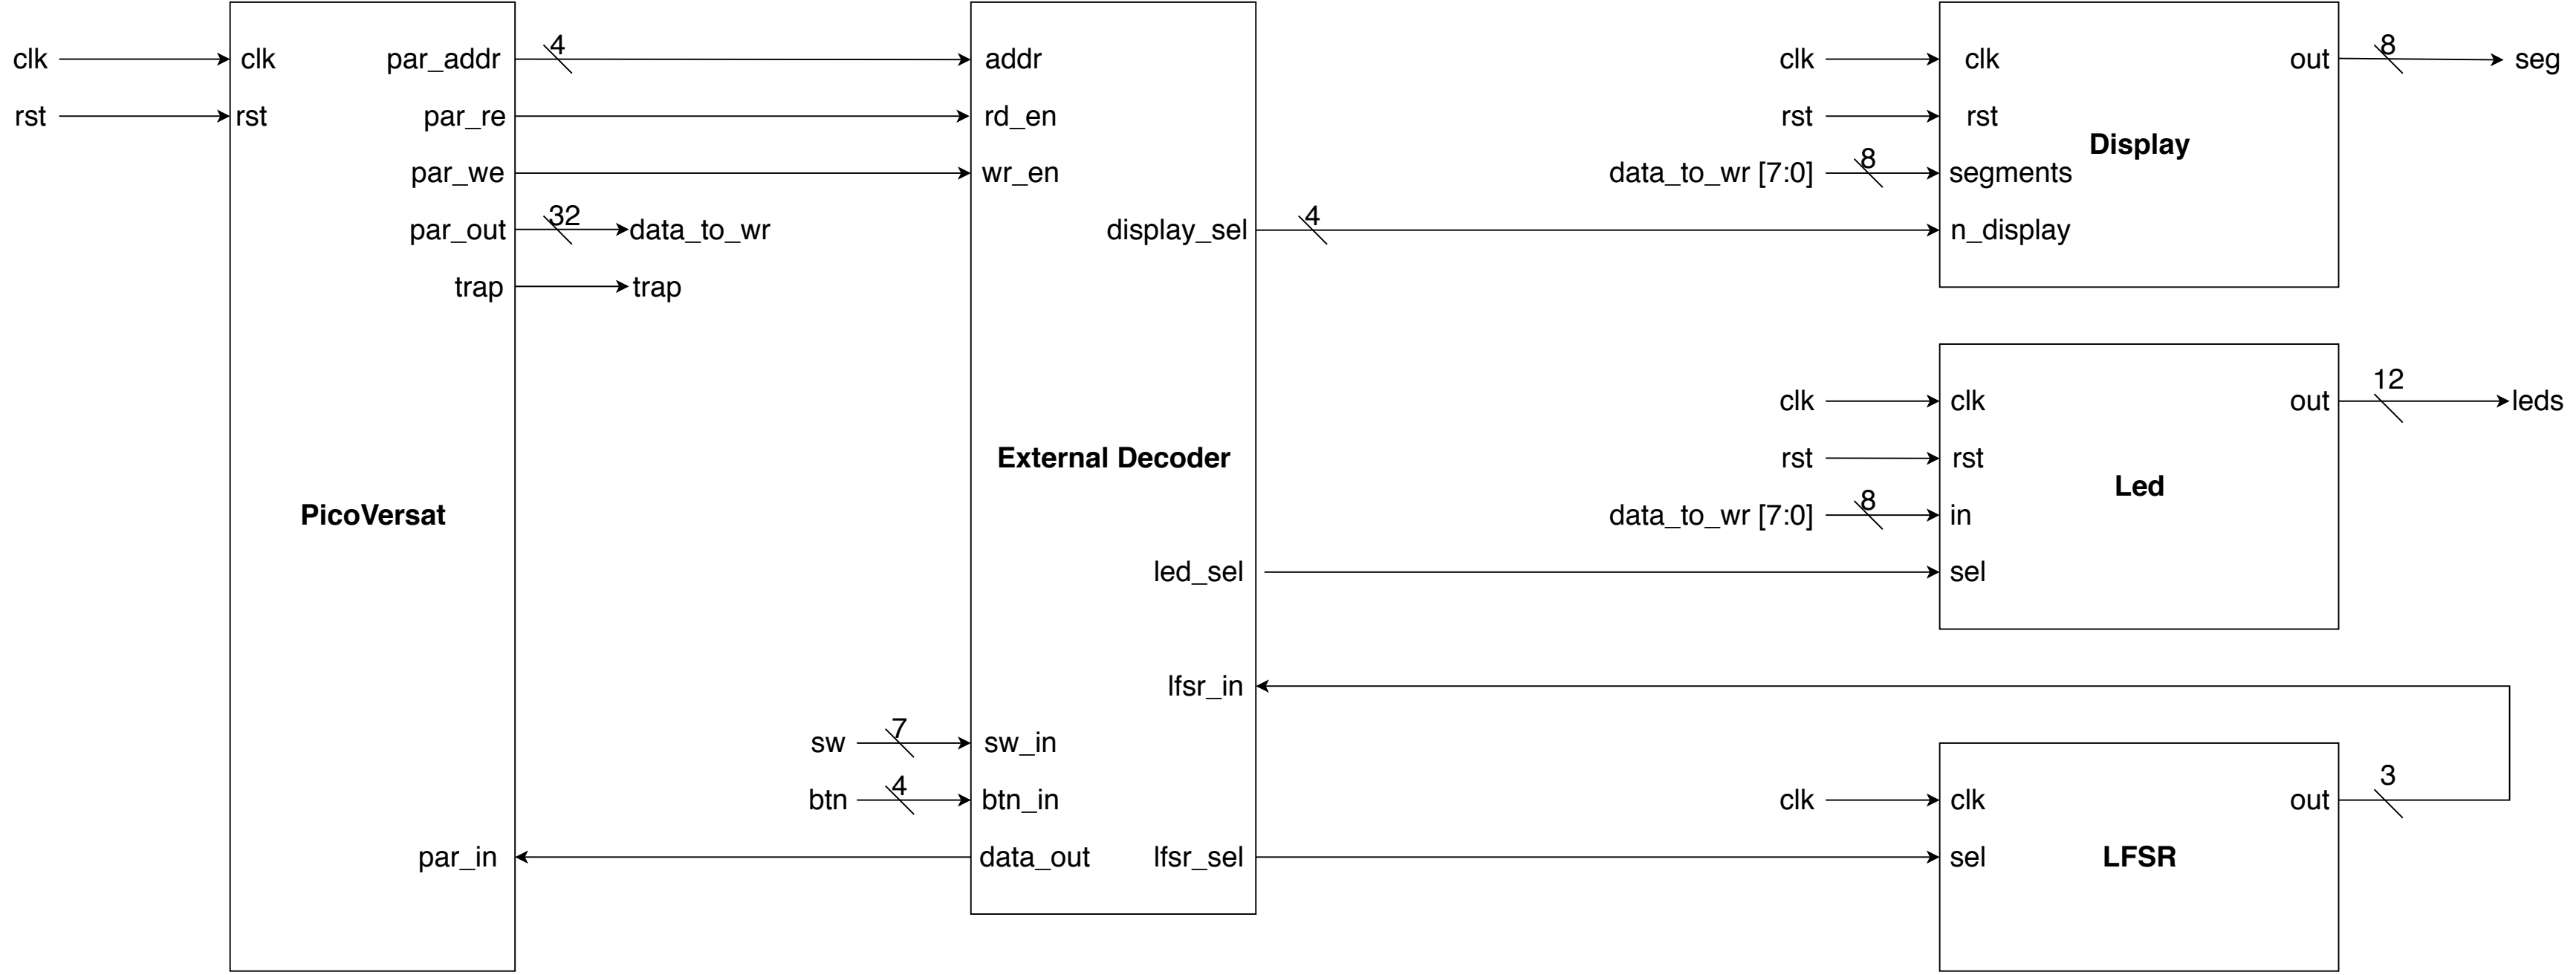 clk
rst
clk
rst
par_addr
par_re
par_we
par_out
trap
PicoVersat
par_in
4
32
data_to_wr
trap
sw
7
btn
4
addr
rd_en
wr_en
display_sel
External Decoder
led_sel
lfsr_in
sw_in
btn_in
data_out
lfsr_sel
4
clk
rst
data_to_wr [7:0]
8
clk
rst
segments
n_display
Display
out
8
seg
clk
rst
data_to_wr [7:0]
8
clk
rst
in
sel
Led
out
12
leds
clk
clk
sel
LFSR
out
3